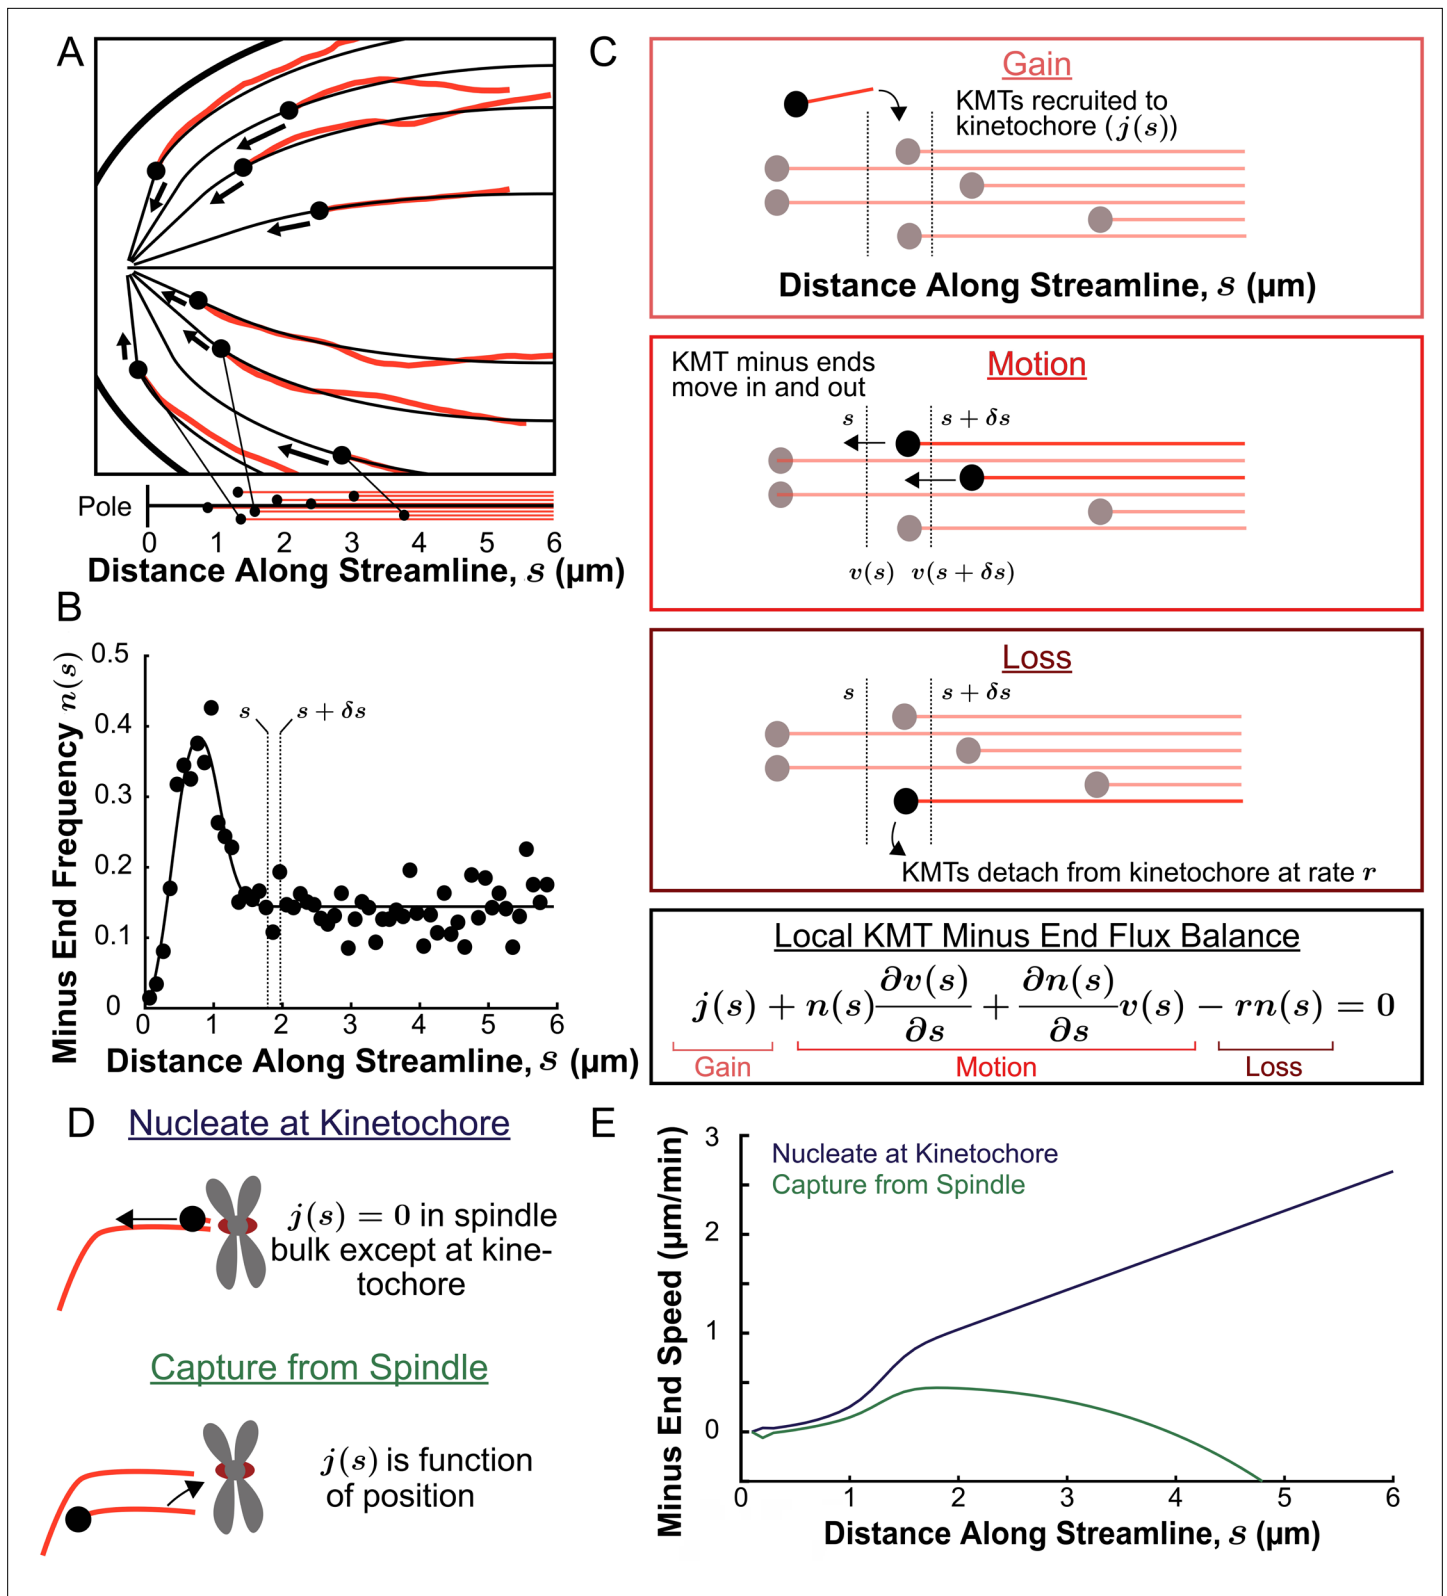 A
Pole
0 1 2 3 4 5 6
Distance Along Streamline, s (μm)
B
Minus End Frequency n(s)
0.5
0.4
0.3
0.2
0.1
0
s
s + δs
0 1 2 3 4 5 6
Distance Along Streamline, s (μm)
C
Gain
KMTs recruited to
kinetochore (j(s))
Distance Along Streamline, s (μm)
Motion
KMT minus ends
move in and out
s
s + δs
v(s)
v(s + δs)
Loss
s
s + δs
KMTs detach from kinetochore at rate r
Local KMT Minus End Flux Balance
j(s) + n(s) ∂v(s)/∂s + ∂n(s)/∂s v(s) − rn(s) = 0
Gain
Motion
Loss
D
Nucleate at Kinetochore
j(s) = 0 in spindle
bulk except at kine-
tochore
Capture from Spindle
j(s) is function
of position
E
Minus End Speed (μm/min)
3
2
1
0
Nucleate at Kinetochore
Capture from Spindle
0 1 2 3 4 5 6
Distance Along Streamline, s (μm)